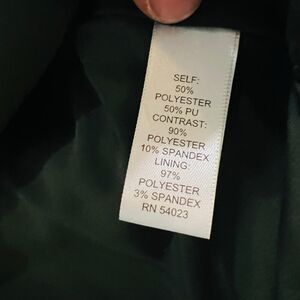 SELF:
50%
POLYESTER
50% PU
CONTRAST:
90%
POLYESTER
10% SPANDEX
LINING:
97%
POLYESTER
3% SPANDEX
RN 54023